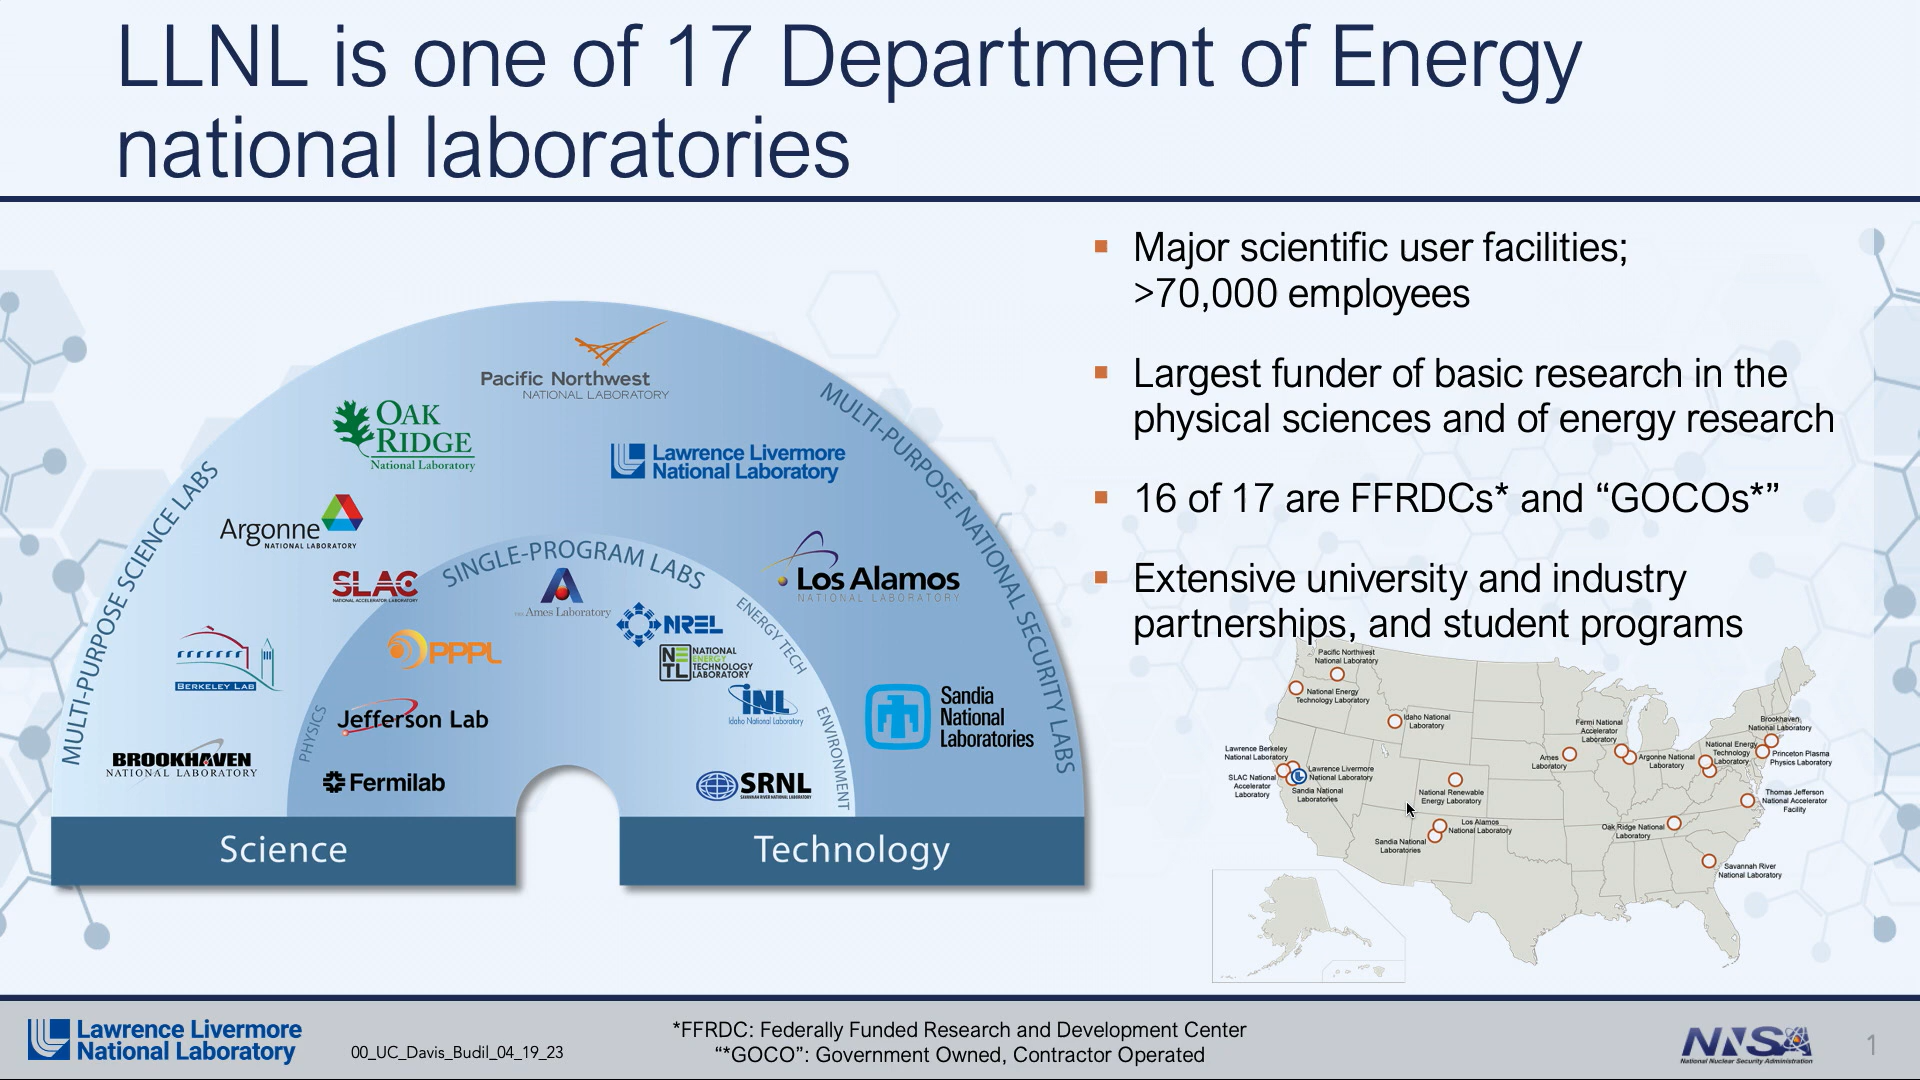 LLNL is one of 17 Department of Energy
national laboratories
▪ Major scientific user facilities;
>70,000 employees
▪ Largest funder of basic research in the
physical sciences and of energy research
▪ 16 of 17 are FFRDCs* and “GOCOs*”
▪ Extensive university and industry
partnerships, and student programs
MULTI-PURPOSE SCIENCE LABS
MULTI-PURPOSE NATIONAL SECURITY LABS
SINGLE-PROGRAM LABS
PHYSICS
ENERGY TECH
ENVIRONMENT
Pacific Northwest
NATIONAL LABORATORY
OAK
RIDGE
National Laboratory
Lawrence Livermore
National Laboratory
Argonne
NATIONAL LABORATORY
SLAC
NATIONAL ACCELERATOR LABORATORY
Ames Laboratory
Los Alamos
NATIONAL LABORATORY
NREL
BERKELEY LAB
PPPL
NE
TL
NATIONAL
ENERGY
TECHNOLOGY
LABORATORY
INL
Idaho National Laboratory
Jefferson Lab
Sandia
National
Laboratories
BROOKHAVEN
NATIONAL LABORATORY
Fermilab
SRNL
SAVANNAH RIVER NATIONAL LABORATORY
Science
Technology
Pacific Northwest
National Laboratory
National Energy
Technology Laboratory
Idaho National
Laboratory
Lawrence Berkeley
National Laboratory
Lawrence Livermore
National Laboratory
SLAC National
Accelerator
Laboratory
Sandia National
Laboratories
National Renewable
Energy Laboratory
Los Alamos
National Laboratory
Sandia National
Laboratories
Ames
Laboratory
Fermi National
Accelerator
Laboratory
Argonne National
Laboratory
National Energy
Technology
Laboratory
Brookhaven
National Laboratory
Princeton Plasma
Physics Laboratory
Thomas Jefferson
National Accelerator
Facility
Oak Ridge National
Laboratory
Savannah River
National Laboratory
Lawrence Livermore
National Laboratory
00_UC_Davis_Budil_04_19_23
*FFRDC: Federally Funded Research and Development Center
“*GOCO”: Government Owned, Contractor Operated
NNSA
National Nuclear Security Administration
1